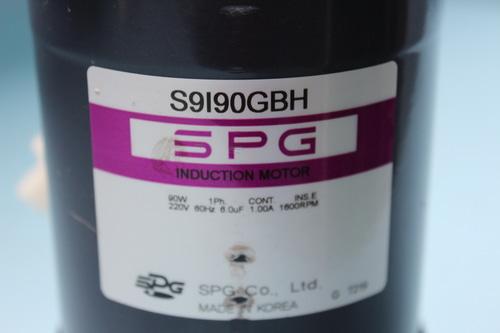 S9I90GBH
SPG
INDUCTION MOTOR
90W 1Ph. CONT. INS.E
220V 60Hz 6.0uF 1.00A 1600RPM
SPG SPG Co., Ltd.
MADE IN KOREA